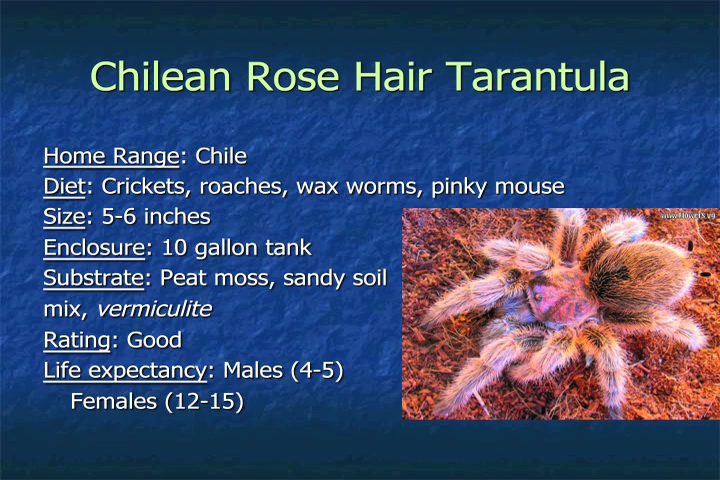 Chilean Rose Hair Tarantula
Home Range: Chile
Diet: Crickets, roaches, wax worms, pinky mouse
Size: 5-6 inches
Enclosure: 10 gallon tank
Substrate: Peat moss, sandy soil
mix, vermiculite
Rating: Good
Life expectancy: Males (4-5)
Females (12-15)